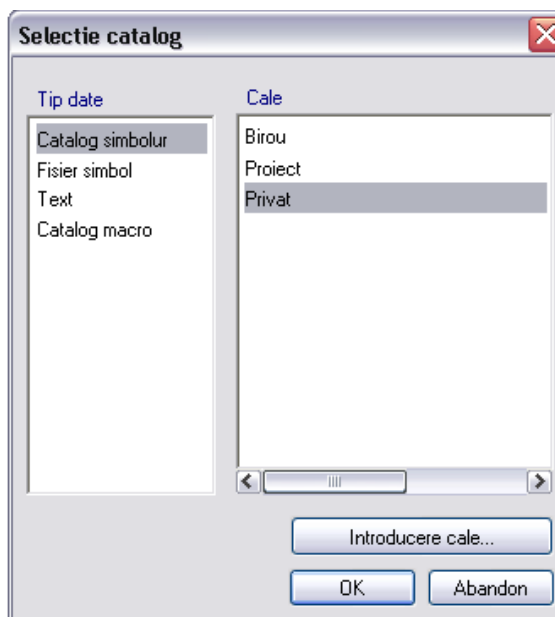 Selectie catalog
Tip date
Cale
Catalog simbolur
Fisier simbol
Text
Catalog macro
Birou
Proiect
Privat
Introducere cale...
OK
Abandon